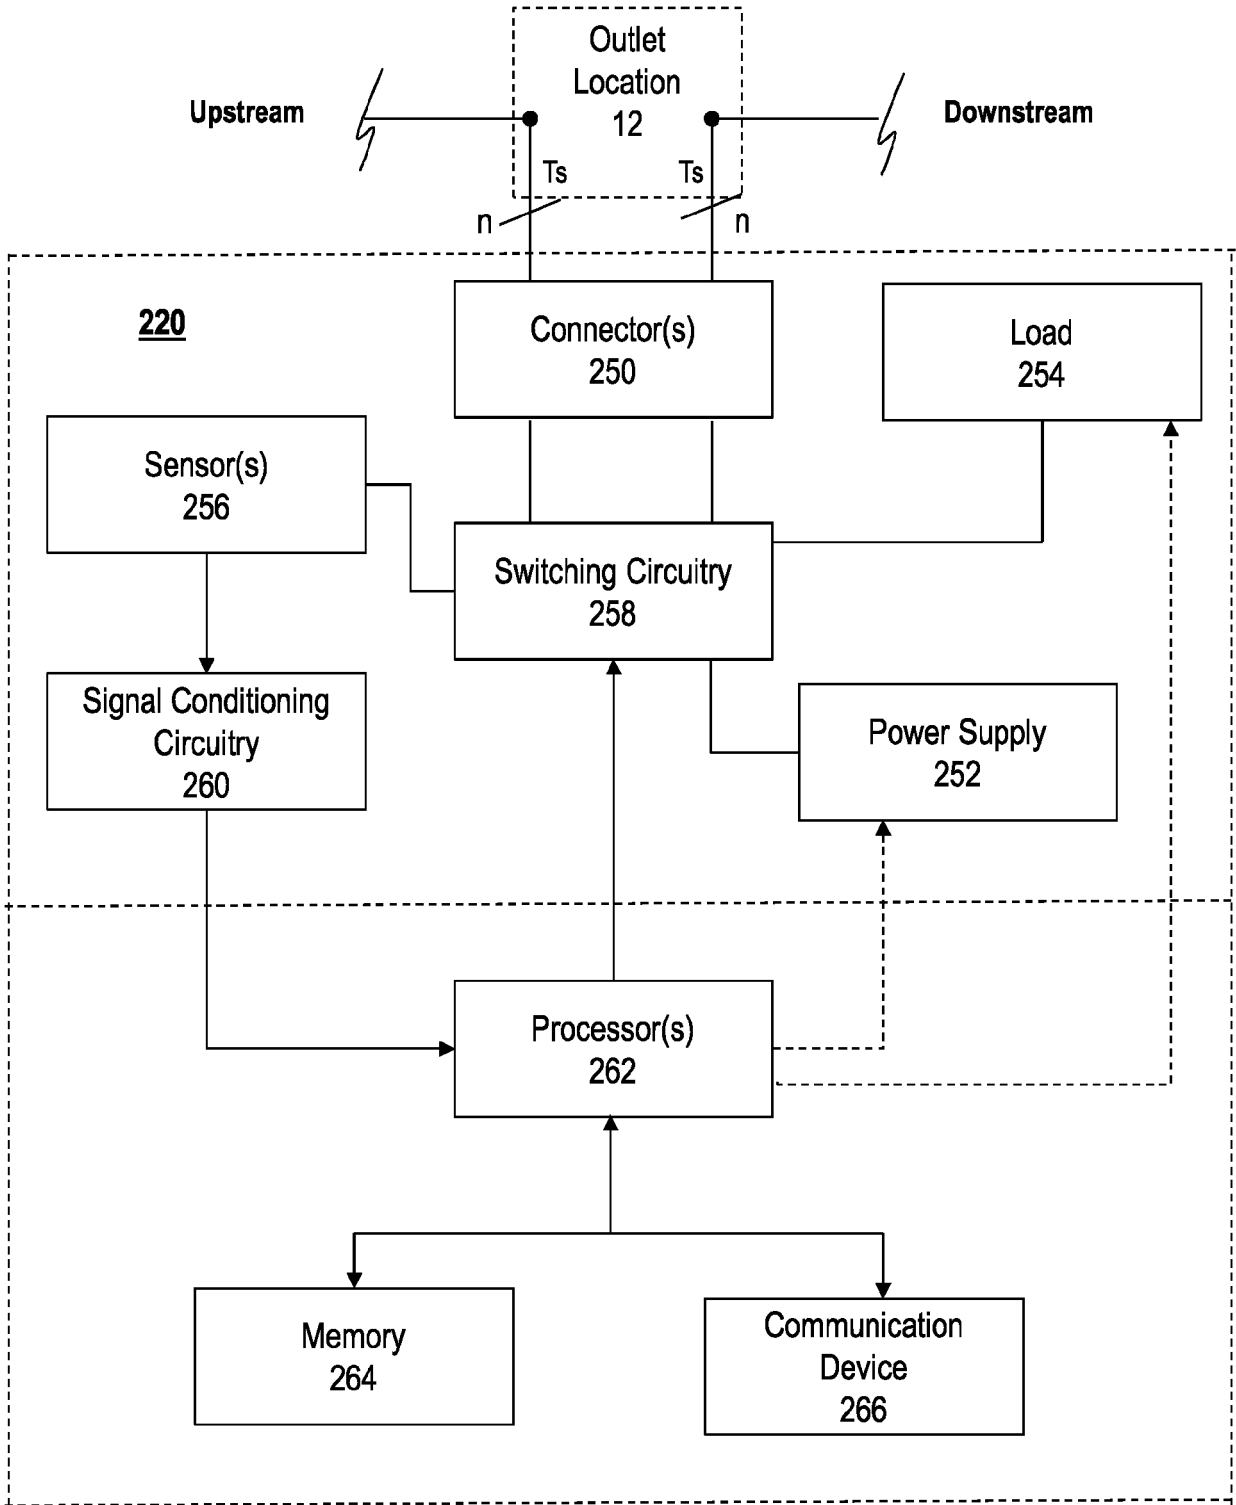 Outlet
Location
12
Upstream
Downstream
Ts
Ts
n
n
220
Connector(s)
250
Load
254
Sensor(s)
256
Switching Circuitry
258
Signal Conditioning
Circuitry
260
Power Supply
252
Processor(s)
262
Memory
264
Communication
Device
266